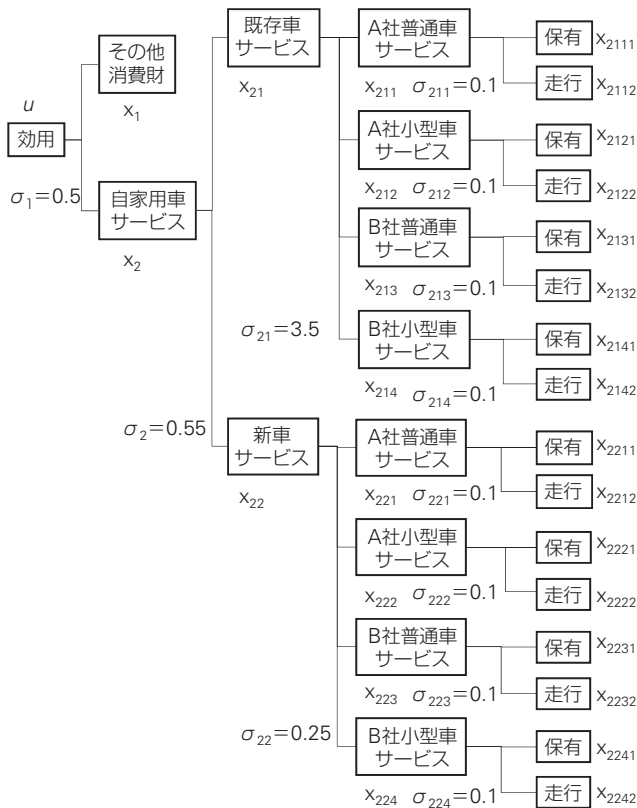 u
効用
σ₁＝0.5
その他
消費財
x₁
自家用車
サービス
x₂
σ₂＝0.55
既存車
サービス
x₂₁
σ₂₁＝3.5
新車
サービス
x₂₂
σ₂₂＝0.25
A社普通車
サービス
x₂₁₁ σ₂₁₁＝0.1
保有 x₂₁₁₁
走行 x₂₁₁₂
A社小型車
サービス
x₂₁₂ σ₂₁₂＝0.1
保有 x₂₁₂₁
走行 x₂₁₂₂
B社普通車
サービス
x₂₁₃ σ₂₁₃＝0.1
保有 x₂₁₃₁
走行 x₂₁₃₂
B社小型車
サービス
x₂₁₄ σ₂₁₄＝0.1
保有 x₂₁₄₁
走行 x₂₁₄₂
A社普通車
サービス
x₂₂₁ σ₂₂₁＝0.1
保有 x₂₂₁₁
走行 x₂₂₁₂
A社小型車
サービス
x₂₂₂ σ₂₂₂＝0.1
保有 x₂₂₂₁
走行 x₂₂₂₂
B社普通車
サービス
x₂₂₃ σ₂₂₃＝0.1
保有 x₂₂₃₁
走行 x₂₂₃₂
B社小型車
サービス
x₂₂₄ σ₂₂₄＝0.1
保有 x₂₂₄₁
走行 x₂₂₄₂